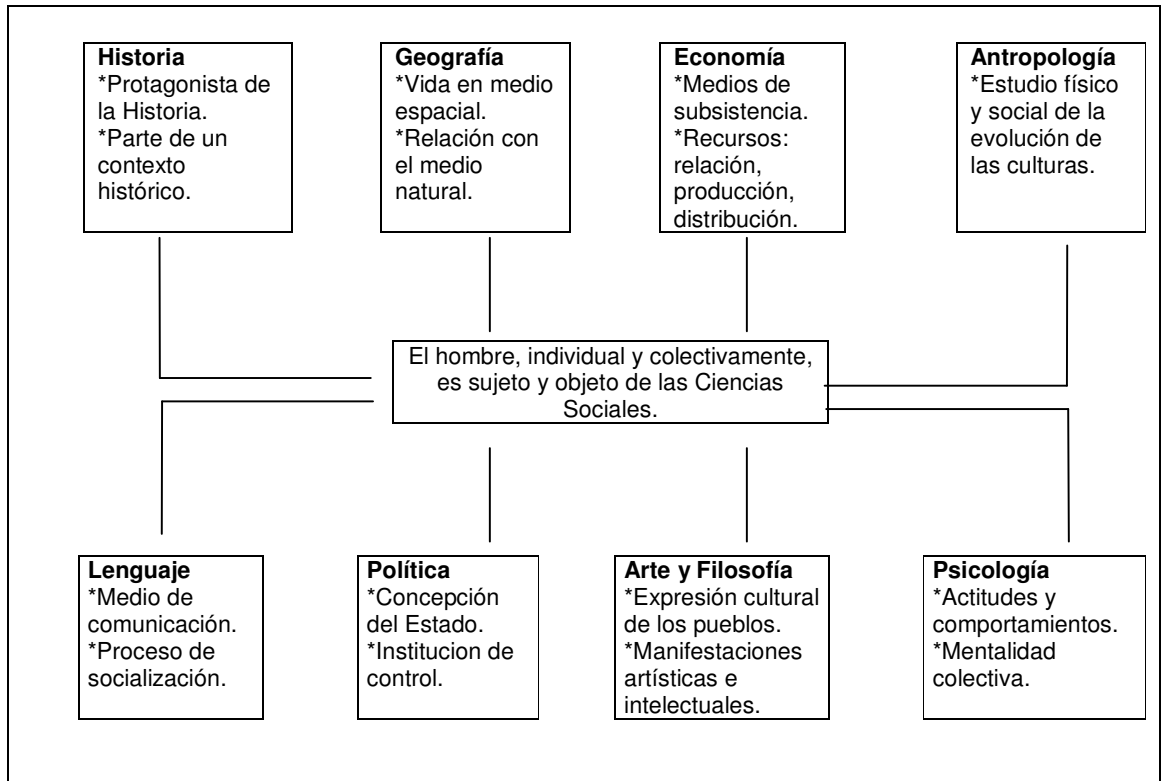 Historia
*Protagonista de
la Historia.
*Parte de un
contexto
histórico.
Geografía
*Vida en medio
espacial.
*Relación con
el medio
natural.
Economía
*Medios de
subsistencia.
*Recursos:
relación,
producción,
distribución.
Antropología
*Estudio físico
y social de la
evolución de
las culturas.
El hombre, individual y colectivamente,
es sujeto y objeto de las Ciencias
Sociales.
Lenguaje
*Medio de
comunicación.
*Proceso de
socialización.
Política
*Concepción
del Estado.
*Institucion de
control.
Arte y Filosofía
*Expresión cultural
de los pueblos.
*Manifestaciones
artísticas e
intelectuales.
Psicología
*Actitudes y
comportamientos.
*Mentalidad
colectiva.